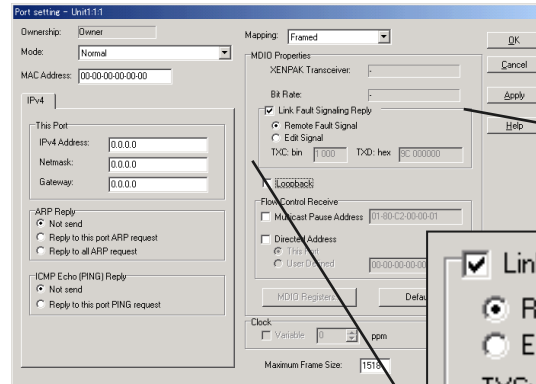 Port setting - Unit1:1:1
Ownership: Owner
Mode: Normal
MAC Address: 00-00-00-00-00-00
IPv4
This Port
IPv4 Address: 0.0.0.0
Netmask: 0.0.0.0
Gateway: 0.0.0.0
ARP Reply
Not send
Reply to this port ARP request
Reply to all ARP request
ICMP Echo (PING) Reply
Not send
Reply to this port PING request
Mapping: Framed
MDIO Properties
XENPAK Transceiver: -
Bit Rate: -
Link Fault Signaling Reply
Remote Fault Signal
Edit Signal
TXC: bin 1 000 TXD: hex 9C 000000
Loopback
Flow Control Receive
Multicast Pause Address 01-80-C2-00-00-01
Directed Address
This Port
User Defined 00-00-00-00-00
MDIO Registers... Defau
Clock
Variable 0 ppm
Maximum Frame Size: 1518
OK
Cancel
Apply
Help
Lin
R
E
TXC